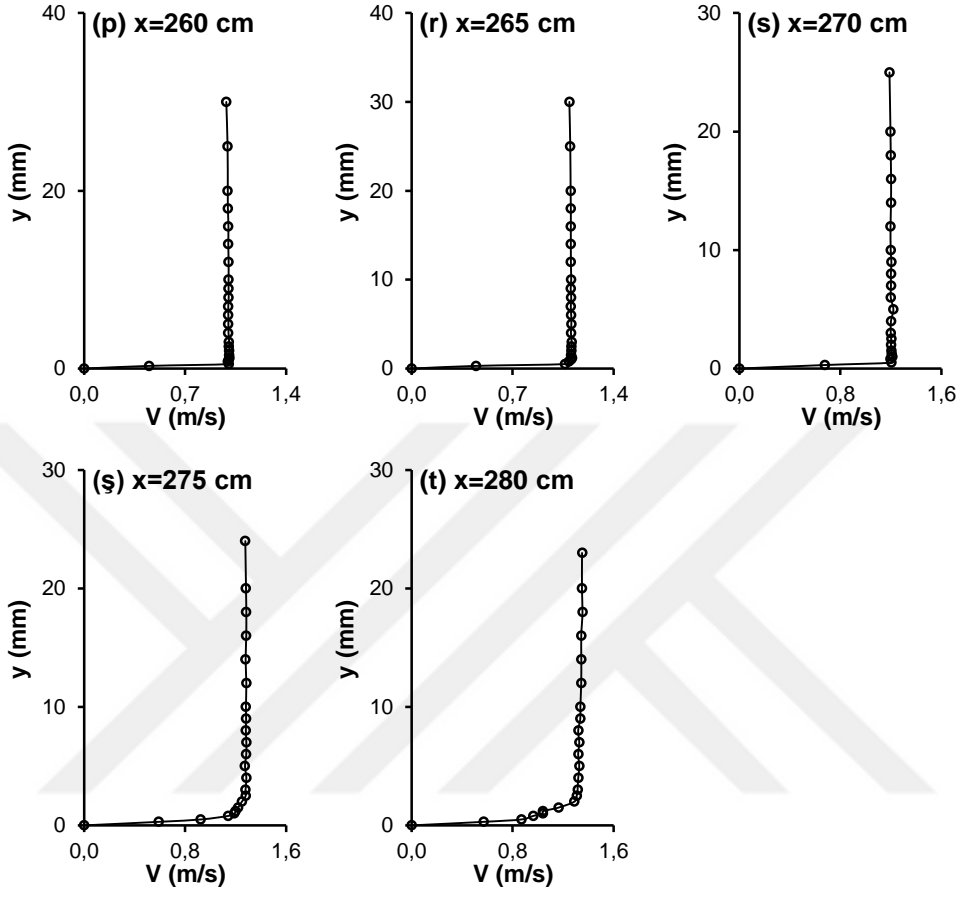 (p) x=260 cm
40
20
0
y (mm)
0,0 0,7 1,4
V (m/s)
(r) x=265 cm
40
30
20
10
0
y (mm)
0,0 0,7 1,4
V (m/s)
(s) x=270 cm
30
20
10
0
y (mm)
0,0 0,8 1,6
V (m/s)
(ş) x=275 cm
30
20
10
0
y (mm)
0,0 0,8 1,6
V (m/s)
(t) x=280 cm
30
20
10
0
y (mm)
0,0 0,8 1,6
V (m/s)